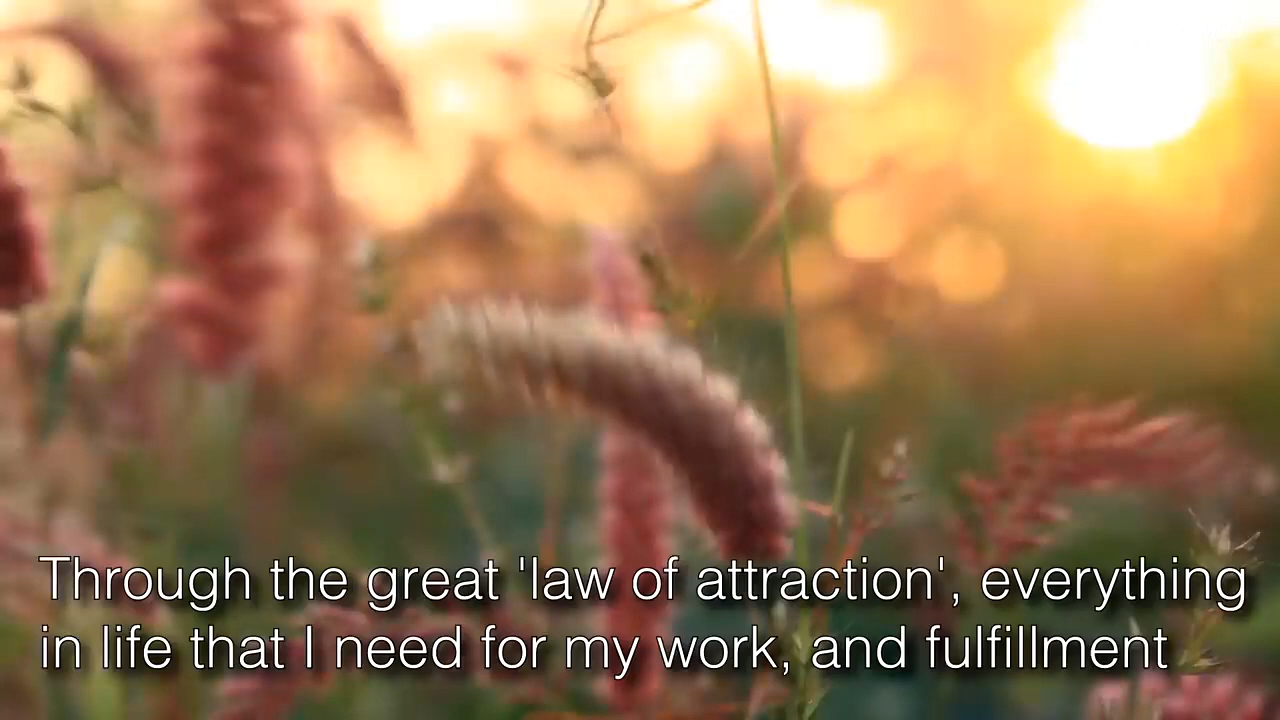 Through the great 'law of attraction', everything
in life that I need for my work, and fulfillment